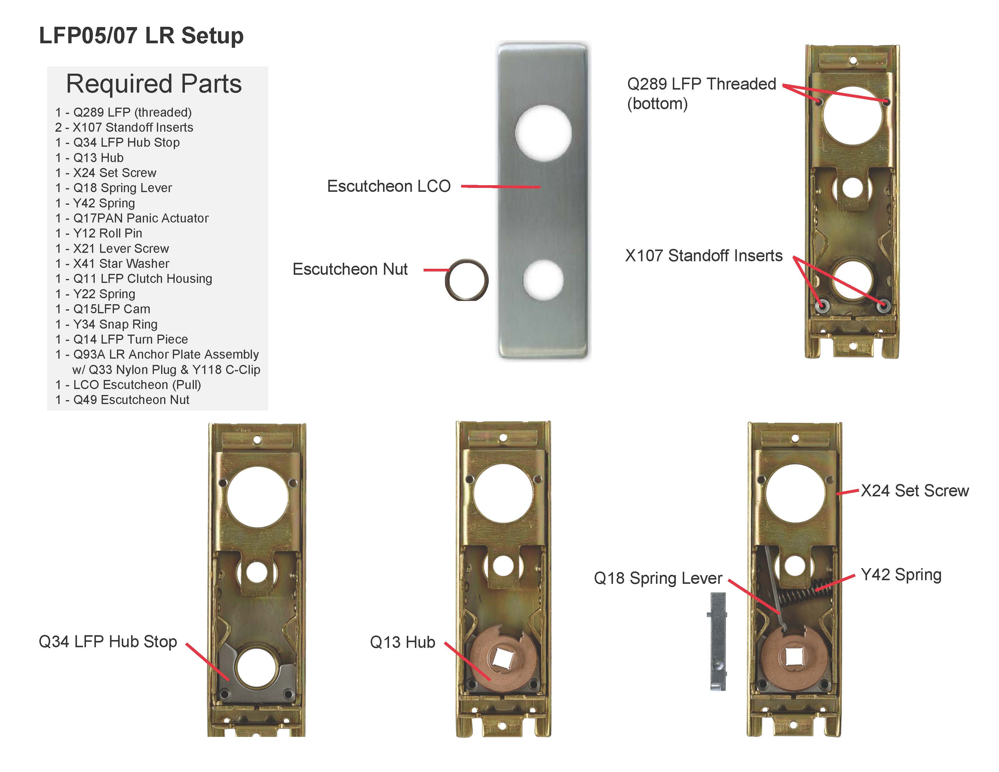 LFP05/07 LR Setup
Required Parts
1 - Q289 LFP (threaded)
2 - X107 Standoff Inserts
1 - Q34 LFP Hub Stop
1 - Q13 Hub
1 - X24 Set Screw
1 - Q18 Spring Lever
1 - Y42 Spring
1 - Q17PAN Panic Actuator
1 - Y12 Roll Pin
1 - X21 Lever Screw
1 - X41 Star Washer
1 - Q11 LFP Clutch Housing
1 - Y22 Spring
1 - Q15LFP Cam
1 - Y34 Snap Ring
1 - Q14 LFP Turn Piece
1 - Q93A LR Anchor Plate Assembly
w/ Q33 Nylon Plug & Y118 C-Clip
1 - LCO Escutcheon (Pull)
1 - Q49 Escutcheon Nut
Escutcheon LCO
Escutcheon Nut
Q289 LFP Threaded
(bottom)
X107 Standoff Inserts
Q34 LFP Hub Stop
Q13 Hub
X24 Set Screw
Q18 Spring Lever
Y42 Spring